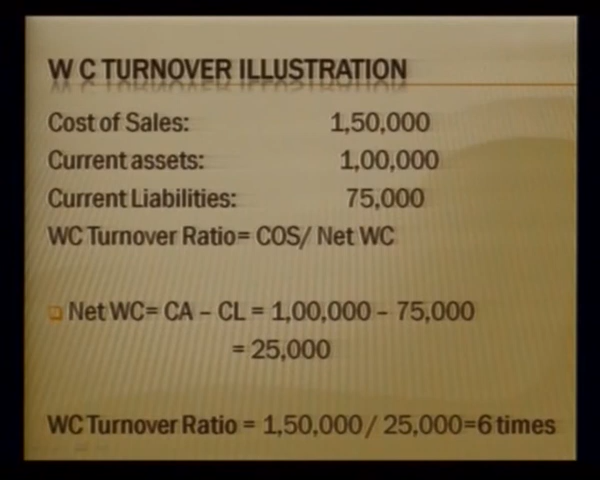 W C TURNOVER ILLUSTRATION
Cost of Sales: 1,50,000
Current assets: 1,00,000
Current Liabilities: 75,000
WC Turnover Ratio= COS/ Net WC
Net WC= CA – CL = 1,00,000 – 75,000
= 25,000
WC Turnover Ratio = 1,50,000 / 25,000=6 times